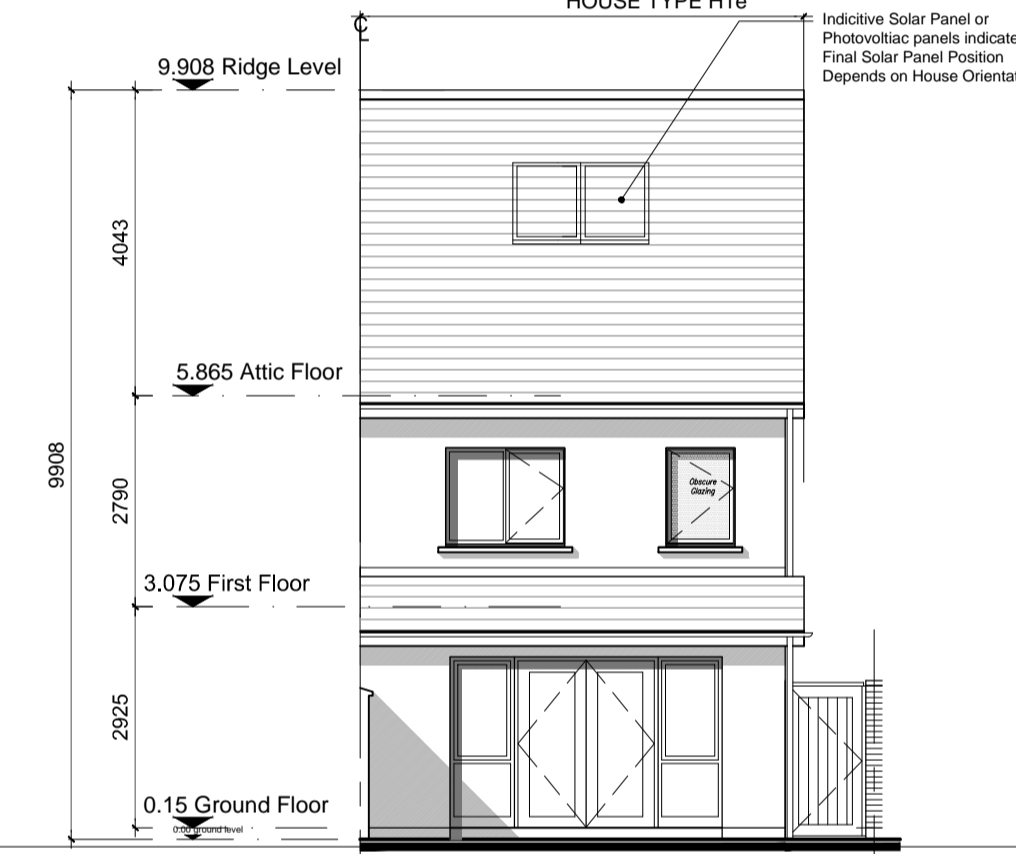 HOUSE TYPE H1e
℄
Indicitive Solar Panel or
Photovoltiac panels indicate
Final Solar Panel Position
Depends on House Orientat
9.908 Ridge Level
4043
5.865 Attic Floor
9908
2790
Obscure
Glazing
3.075 First Floor
2925
0.15 Ground Floor
0.00 ground level